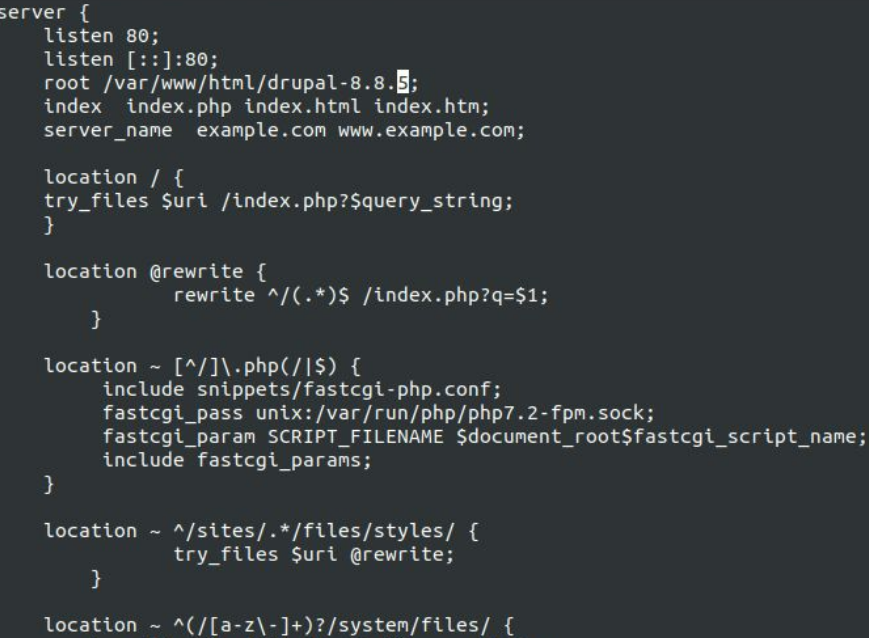 server {
    listen 80;
    listen [::]:80;
    root /var/www/html/drupal-8.8.5;
    index  index.php index.html index.htm;
    server_name  example.com www.example.com;

    location / {
    try_files $uri /index.php?$query_string;
    }

    location @rewrite {
                rewrite ^/(.*)$ /index.php?q=$1;
        }

    location ~ [^/]\.php(/|$) {
         include snippets/fastcgi-php.conf;
         fastcgi_pass unix:/var/run/php/php7.2-fpm.sock;
         fastcgi_param SCRIPT_FILENAME $document_root$fastcgi_script_name;
         include fastcgi_params;
    }

    location ~ ^/sites/.*/files/styles/ {
                try_files $uri @rewrite;
        }

    location ~ ^(/[a-z\-]+)?/system/files/ {